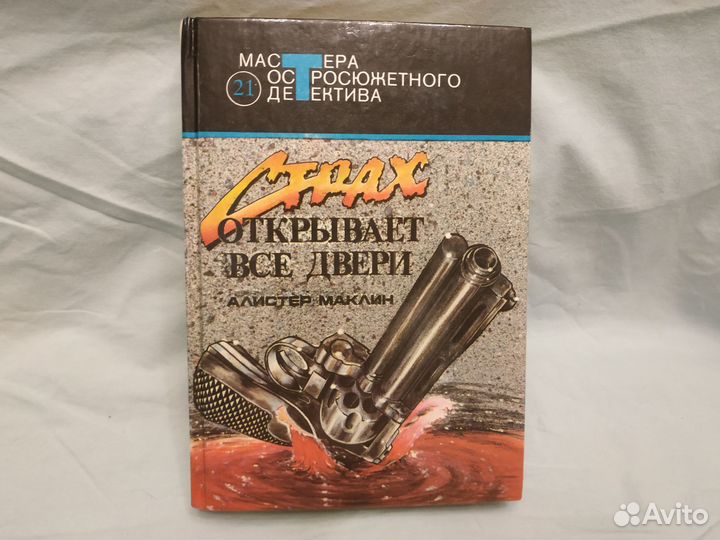 МАСТЕРА
21
ОСТРОСЮЖЕТНОГО
ДЕТЕКТИВА
СТРАХ
ОТКРЫВАЕТ
ВСЕ ДВЕРИ
АЛИСТЕР МАКЛИН
Avito